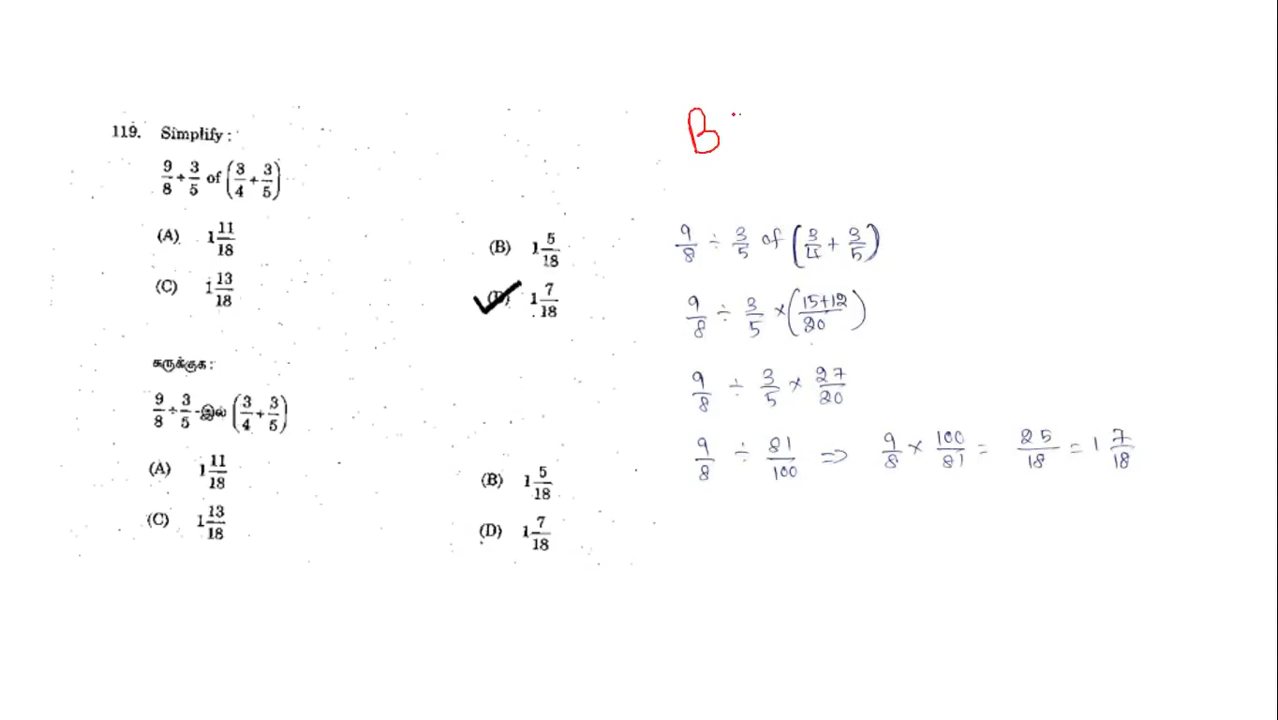 119. Simplify :
9/8 ÷ 3/5 of (3/4 + 3/5)
(A) 1 11/18
(B) 1 5/18
(C) 1 13/18
(D) 1 7/18
சுருக்குக :
9/8 ÷ 3/5 -இல் (3/4 + 3/5)
(A) 1 11/18
(B) 1 5/18
(C) 1 13/18
(D) 1 7/18
B
9/8 ÷ 3/5 of (3/4 + 3/5)
9/8 ÷ 3/5 × (15+12/20)
9/8 ÷ 3/5 × 27/20
9/8 ÷ 81/100 ⇒ 9/8 × 100/81 = 25/18 = 1 7/18